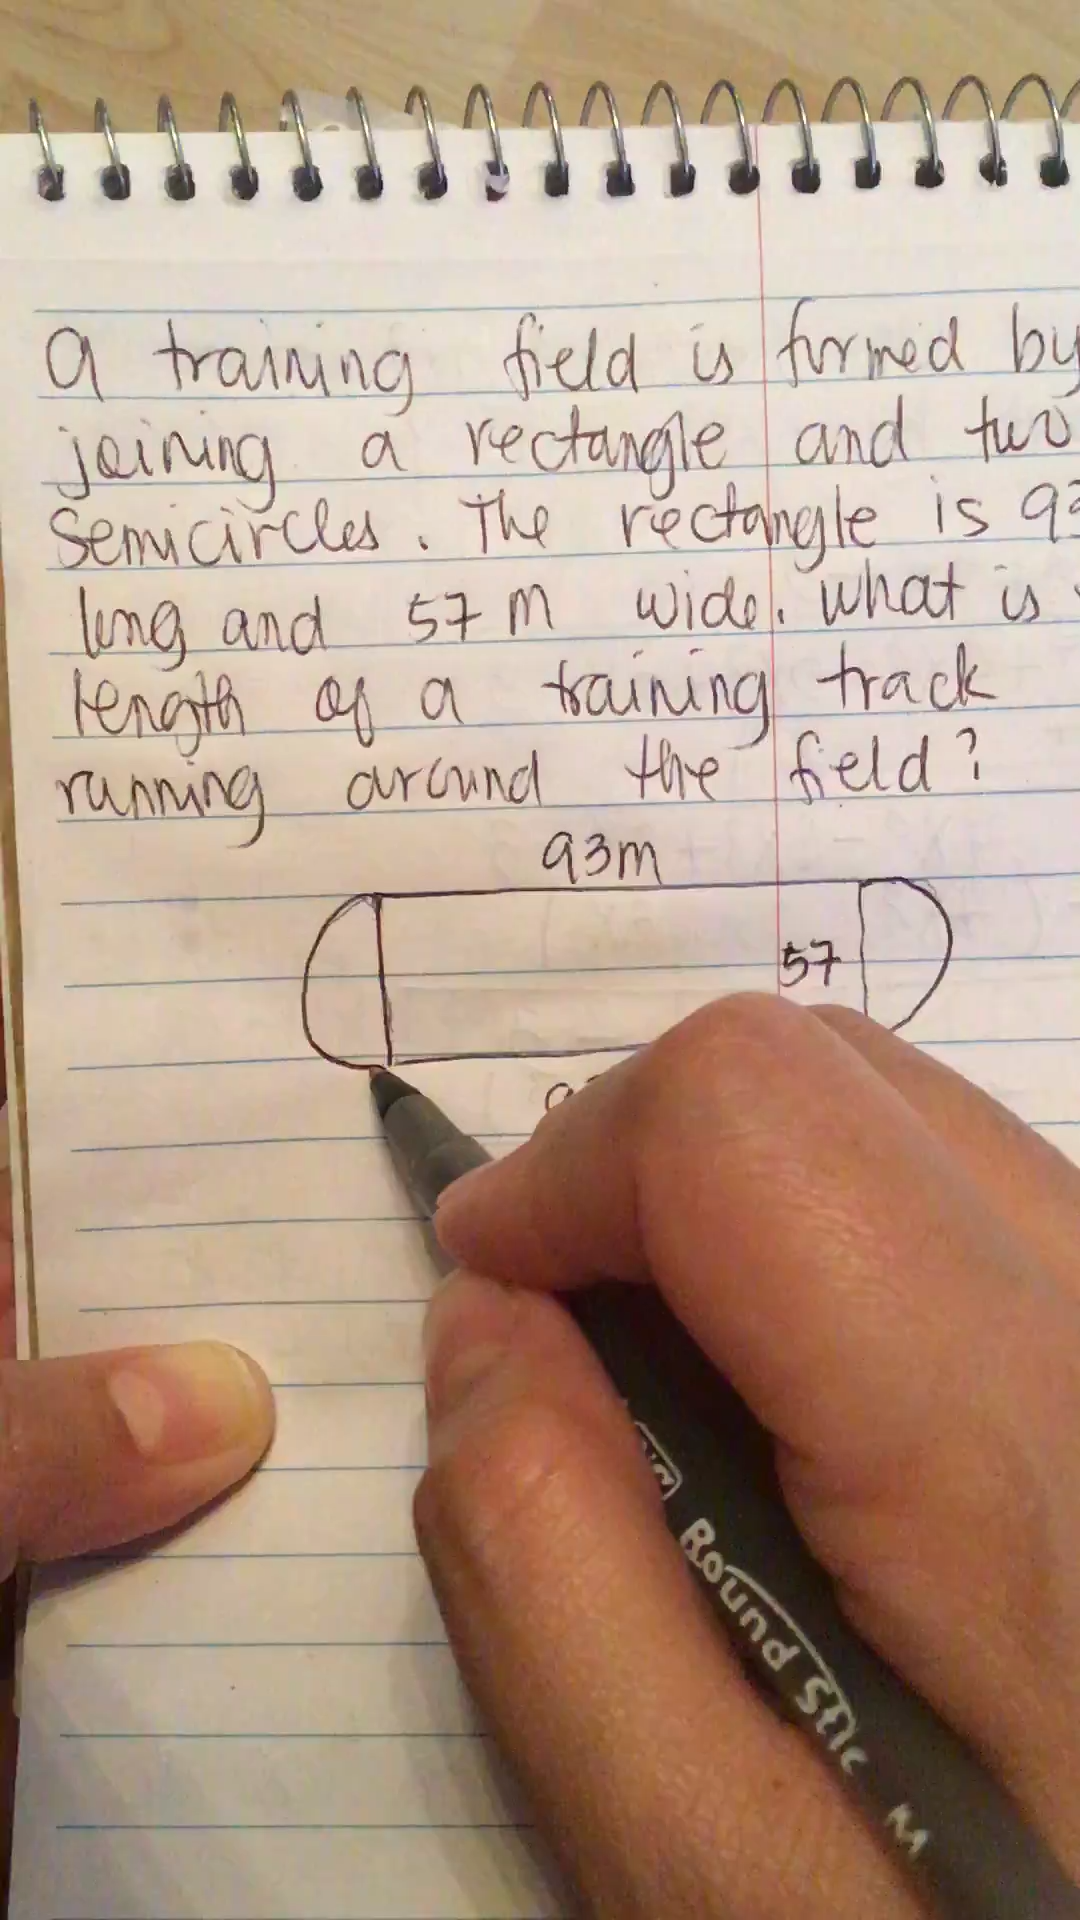 A training field is formed by
joining a rectangle and two
Semicircles. The rectangle is 93
long and 57 m wide. what is
length of a training track
running around the field?
93m
57
Round Stic M